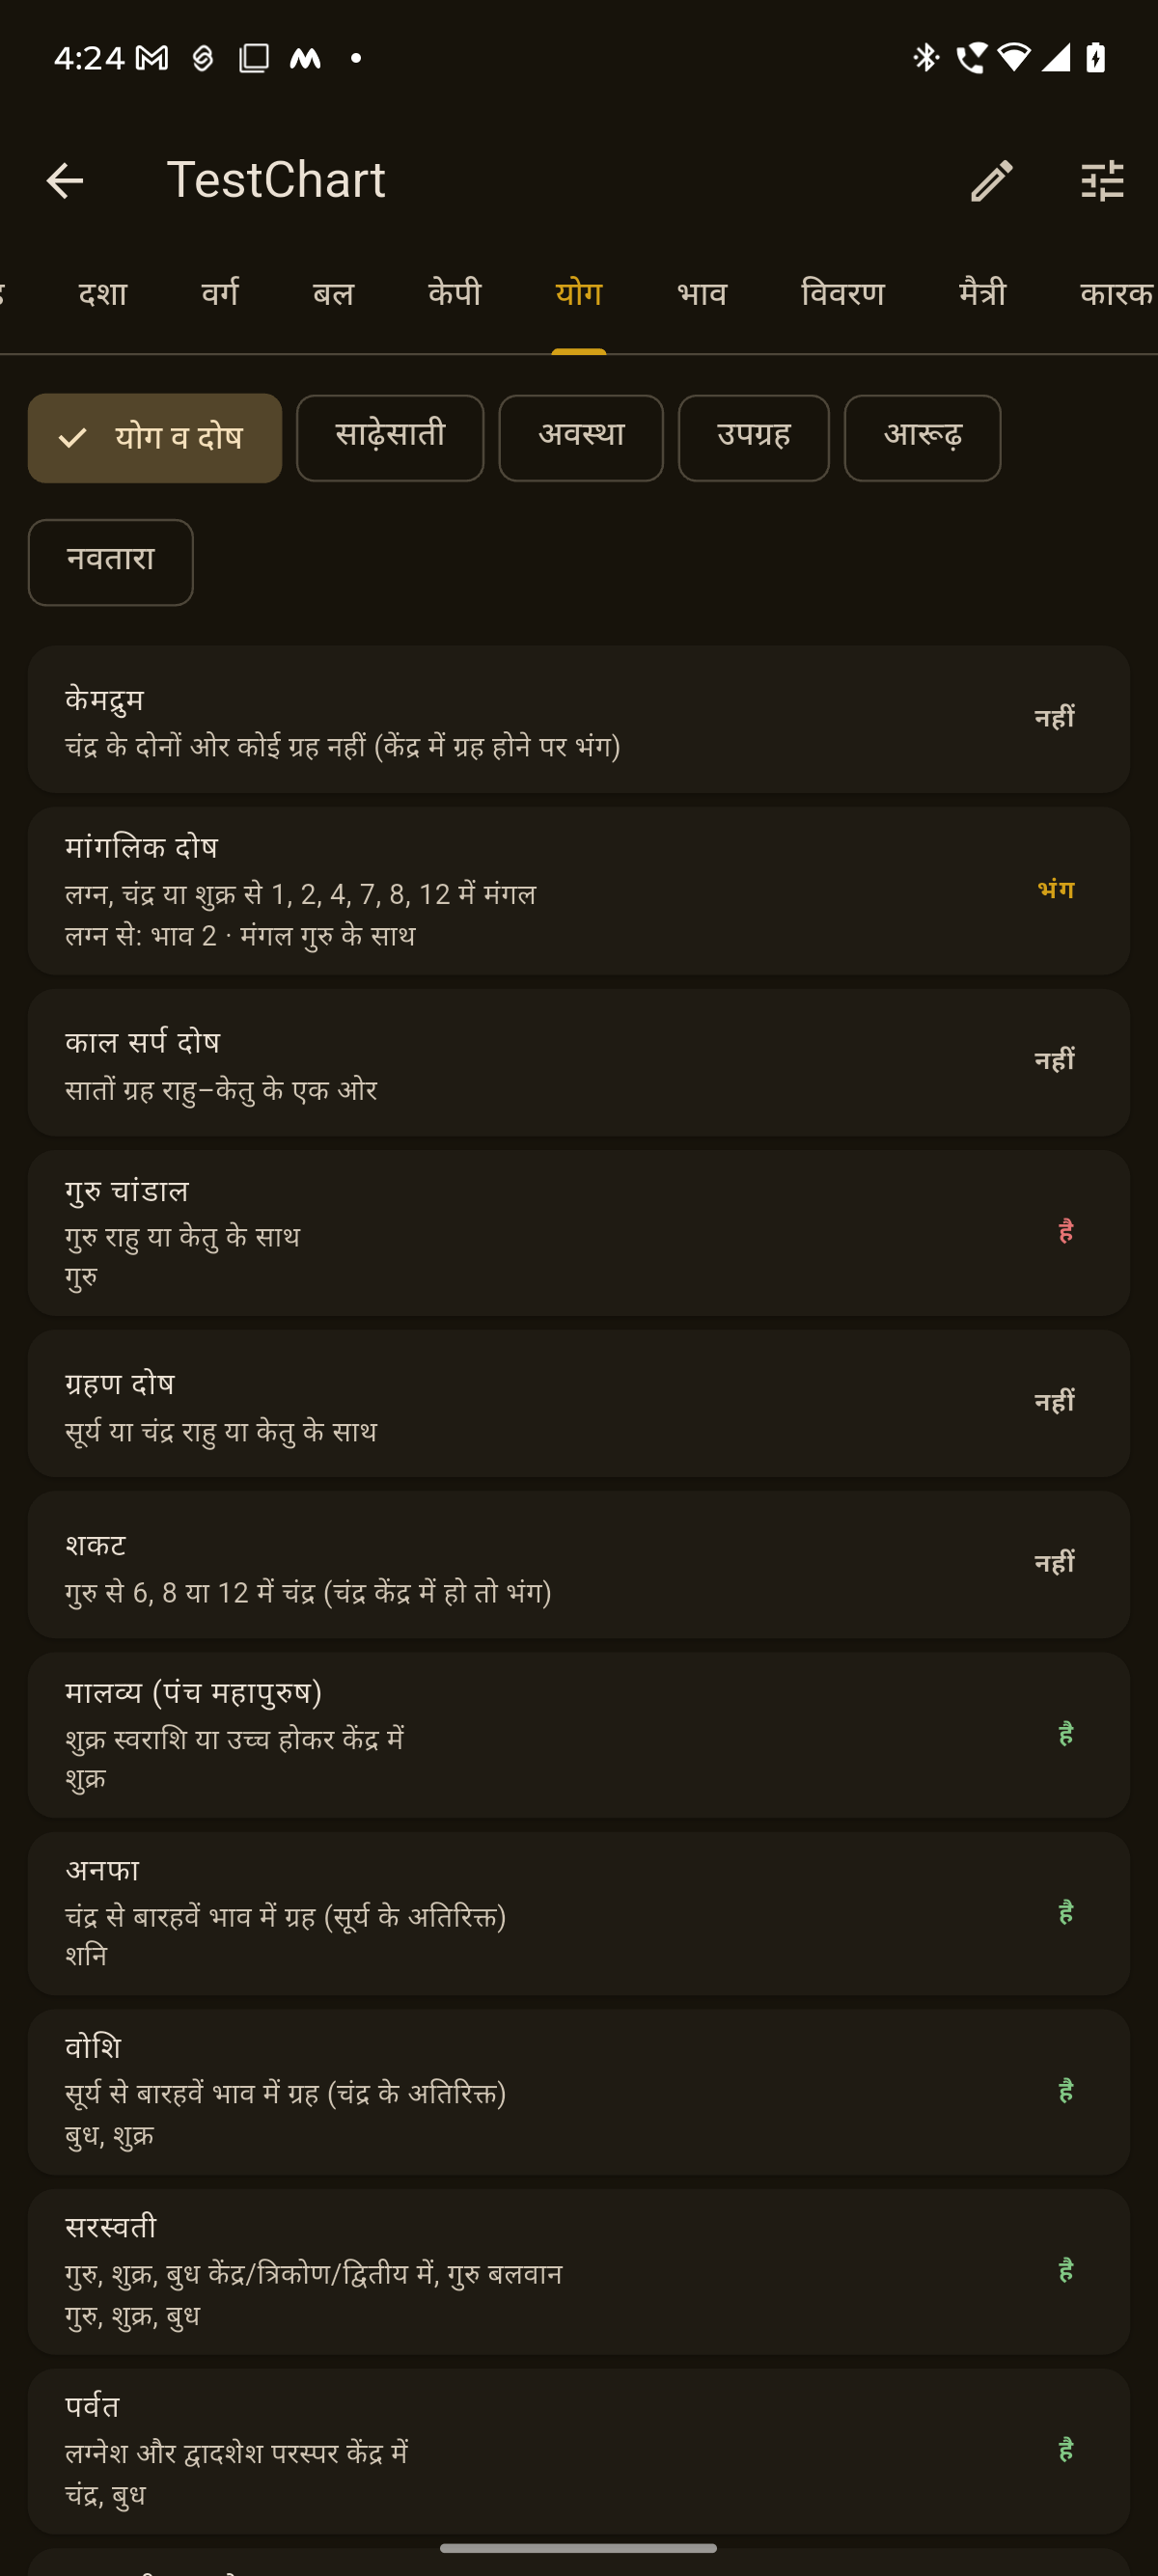 4:24
TestChart
दशा वर्ग बल केपी योग भाव विवरण मैत्री कारक
योग व दोष साढ़ेसाती अवस्था उपग्रह आरूढ़
नवतारा
केमद्रुम
चंद्र के दोनों ओर कोई ग्रह नहीं (केंद्र में ग्रह होने पर भंग)
नहीं
मांगलिक दोष
लग्न, चंद्र या शुक्र से 1, 2, 4, 7, 8, 12 में मंगल
लग्न से: भाव 2 · मंगल गुरु के साथ
भंग
काल सर्प दोष
सातों ग्रह राहु–केतु के एक ओर
नहीं
गुरु चांडाल
गुरु राहु या केतु के साथ
गुरु
है
ग्रहण दोष
सूर्य या चंद्र राहु या केतु के साथ
नहीं
शकट
गुरु से 6, 8 या 12 में चंद्र (चंद्र केंद्र में हो तो भंग)
नहीं
मालव्य (पंच महापुरुष)
शुक्र स्वराशि या उच्च होकर केंद्र में
शुक्र
है
अनफा
चंद्र से बारहवें भाव में ग्रह (सूर्य के अतिरिक्त)
शनि
है
वोशि
सूर्य से बारहवें भाव में ग्रह (चंद्र के अतिरिक्त)
बुध, शुक्र
है
सरस्वती
गुरु, शुक्र, बुध केंद्र/त्रिकोण/द्वितीय में, गुरु बलवान
गुरु, शुक्र, बुध
है
पर्वत
लग्नेश और द्वादशेश परस्पर केंद्र में
चंद्र, बुध
है